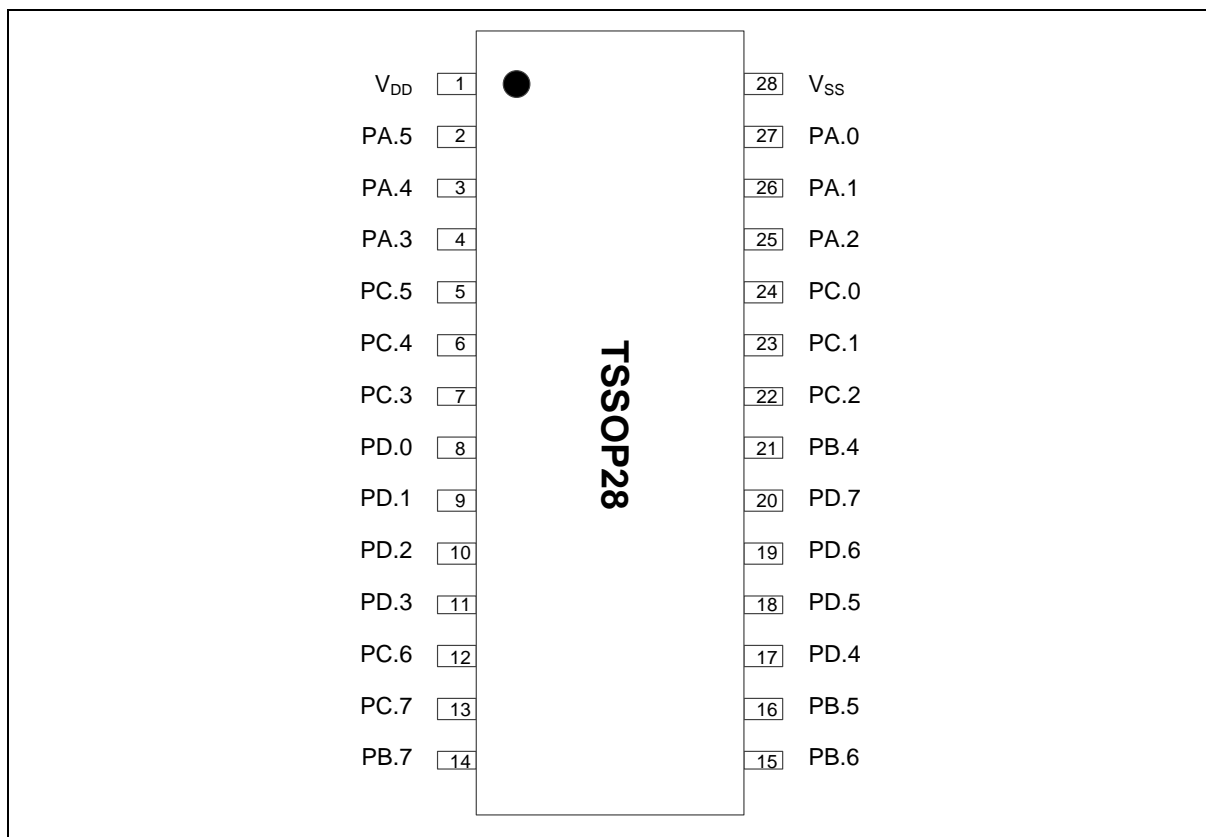 V_DD 1 28 V_SS
PA.5 2 27 PA.0
PA.4 3 26 PA.1
PA.3 4 25 PA.2
PC.5 5 24 PC.0
PC.4 6 23 PC.1
PC.3 7 22 PC.2
PD.0 8 21 PB.4
PD.1 9 20 PD.7
PD.2 10 19 PD.6
PD.3 11 18 PD.5
PC.6 12 17 PD.4
PC.7 13 16 PB.5
PB.7 14 15 PB.6
TSSOP28